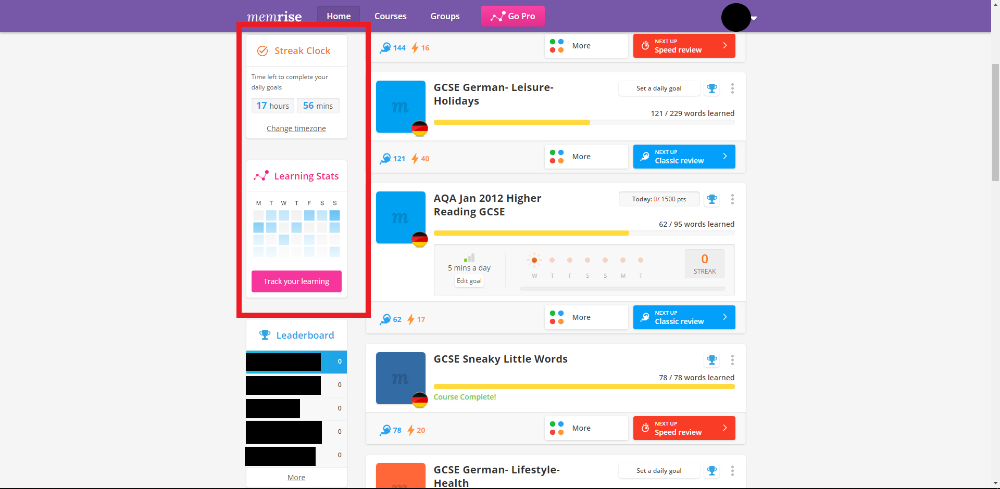 memrise
Home
Courses
Groups
Go Pro
Streak Clock
Time left to complete your
daily goals
17 hours
56 mins
Change timezone
Learning Stats
M T W T F S S
Track your learning
Leaderboard
0
0
0
0
0
More
144 16
More
NEXT UP
Speed review
m
GCSE German- Leisure-
Holidays
Set a daily goal
121 / 229 words learned
121 40
More
NEXT UP
Classic review
m
AQA Jan 2012 Higher
Reading GCSE
Today: 0/ 1500 pts
62 / 95 words learned
5 mins a day
Edit goal
W T F S S M T
0
STREAK
62 17
More
NEXT UP
Classic review
m
GCSE Sneaky Little Words
78 / 78 words learned
Course Complete!
78 20
More
NEXT UP
Speed review
m
GCSE German- Lifestyle-
Health
Set a daily goal